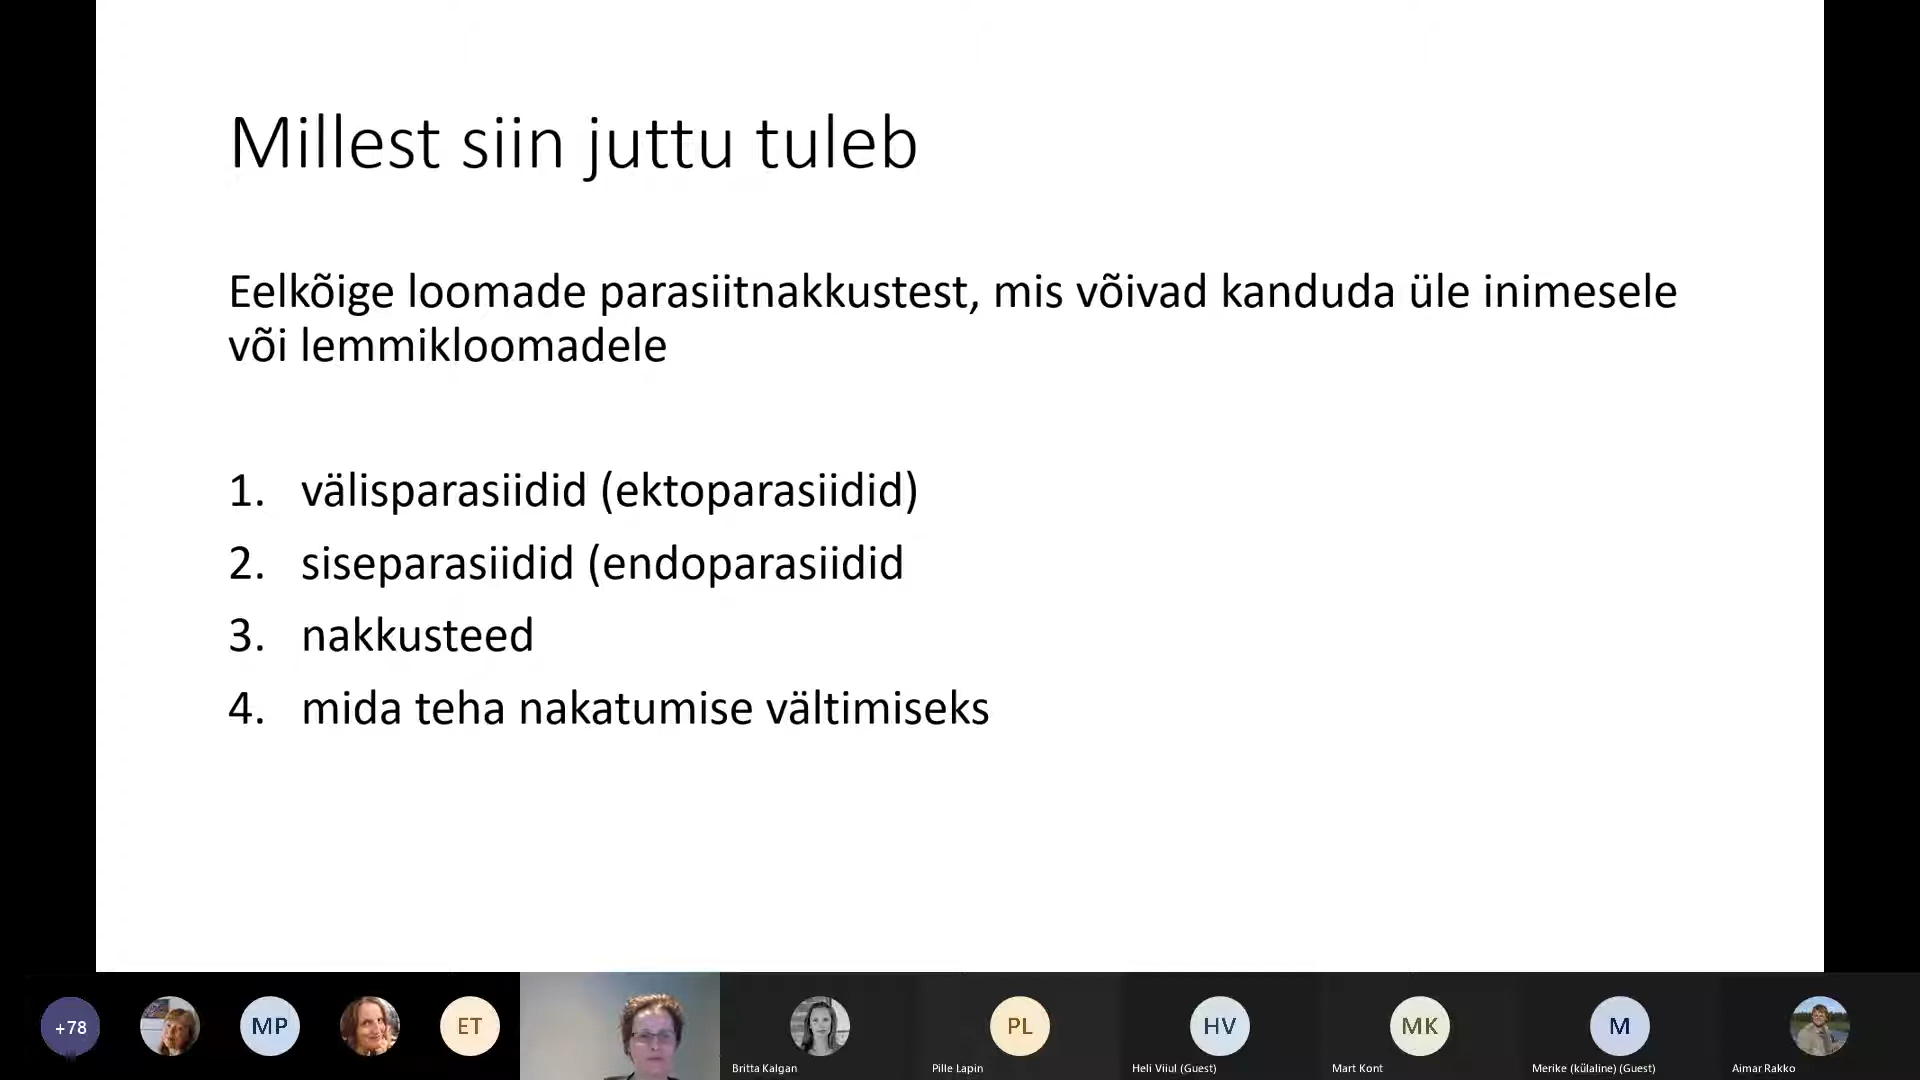 Millest siin juttu tuleb
Eelkõige loomade parasiitnakkustest, mis võivad kanduda üle inimesele
või lemmikloomadele
1. välisparasiidid (ektoparasiidid)
2. siseparasiidid (endoparasiidid
3. nakkusteed
4. mida teha nakatumise vältimiseks
+78
MP
ET
PL
HV
MK
M
Britta Kalgan
Pille Lapin
Heli Viiul (Guest)
Mart Kont
Merike (külaline) (Guest)
Aimar Rakko